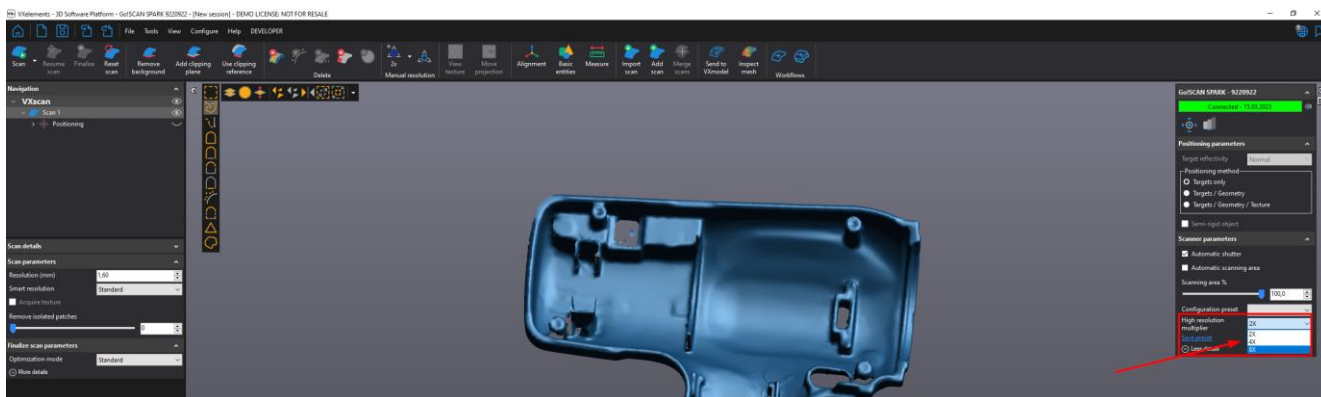 VXelements - 3D Software Platform - Go!SCAN SPARK 9220922 - [New session] - DEMO LICENSE: NOT FOR RESALE
File Tools View Configure Help DEVELOPER
Scan
Resume scan
Finalize
Reset scan
Remove background
Add clipping plane
Use clipping reference
Delete
2x
Manual resolution
View texture
Move projection
Alignment
Basic entities
Measure
Import scan
Add scan
Merge scans
Send to VXmodel
Inspect mesh
Workflows
Navigation
VXscan
Scan 1
Positioning
Scan details
Scan parameters
Resolution (mm) 1,60
Smart resolution Standard
Acquire texture
Remove isolated patches
0
Finalize scan parameters
Optimization mode Standard
More details
Go!SCAN SPARK - 9220922
Connected - 15.03.2023
Positioning parameters
Target reflectivity Normal
Positioning method
Targets only
Targets / Geometry
Targets / Geometry / Texture
Semi-rigid object
Scanner parameters
Automatic shutter
Automatic scanning area
Scanning area %
100,0
Configuration preset
High resolution multiplier 2X
Save preset
2X
4X
Less details
8X